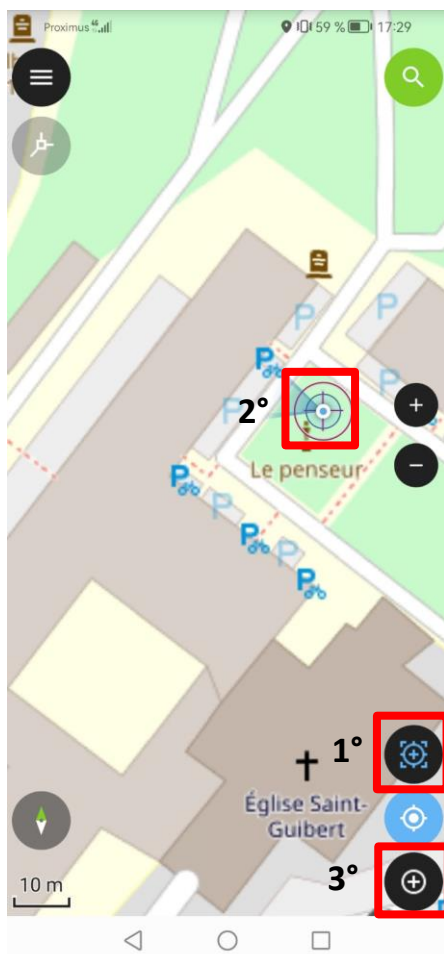 Proximus 59 % 17:29
P
P
P
P
2°
+
Le penseur
−
P
P
P
P
1°
Église Saint-
Guibert
3°
10 m